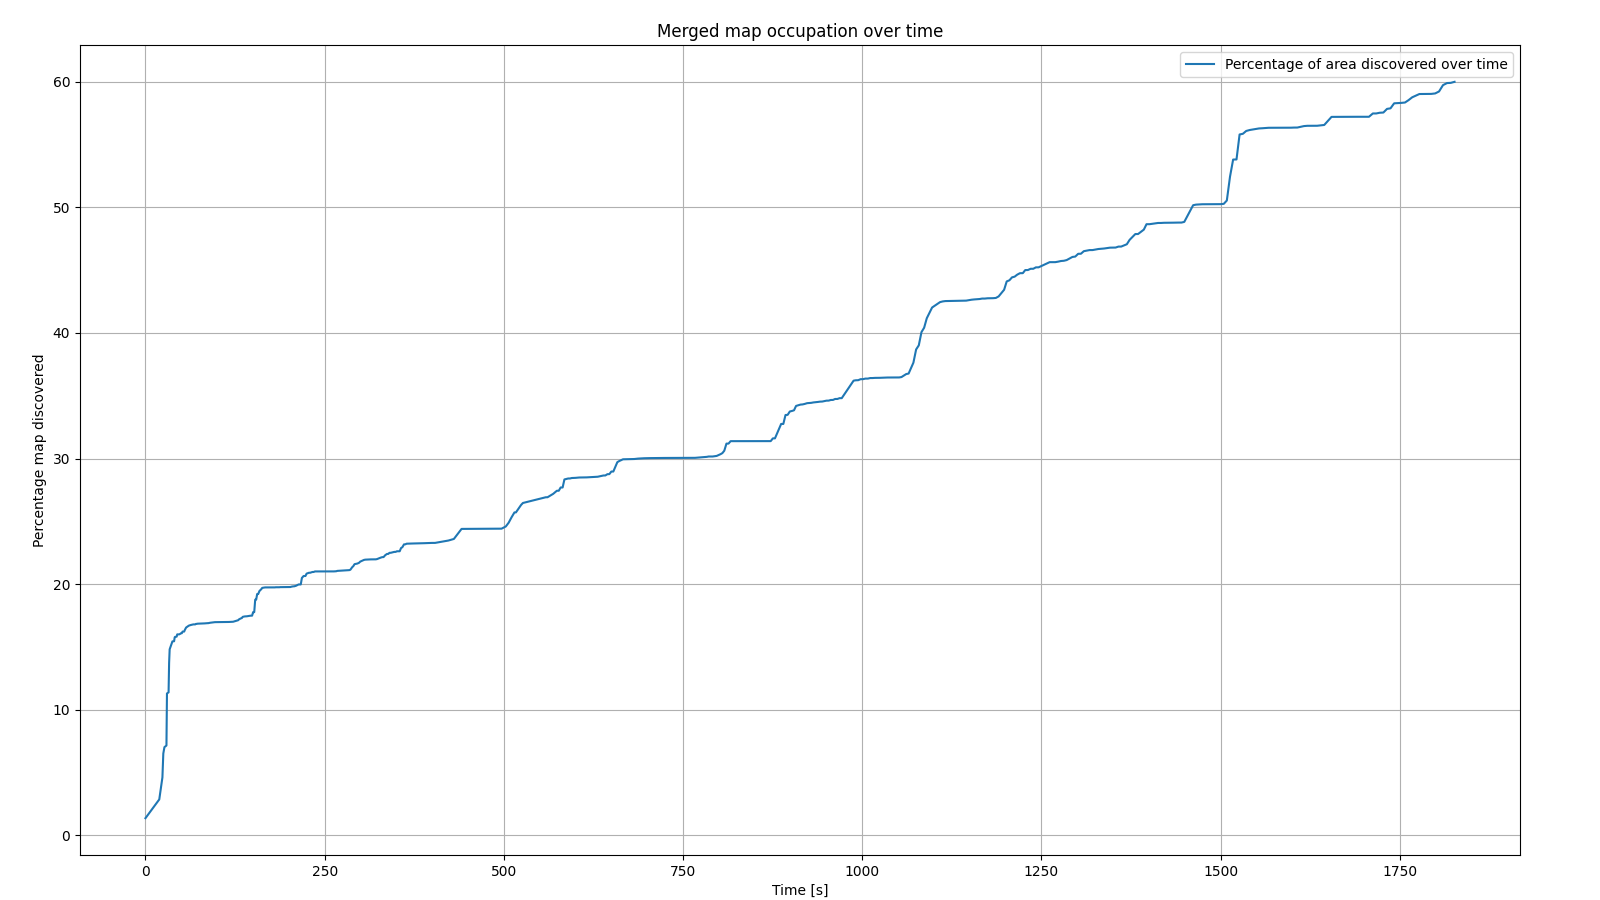 Merged map occupation over time
Percentage of area discovered over time
Percentage map discovered
60
50
40
30
20
10
0
0 250 500 750 1000 1250 1500 1750
Time [s]